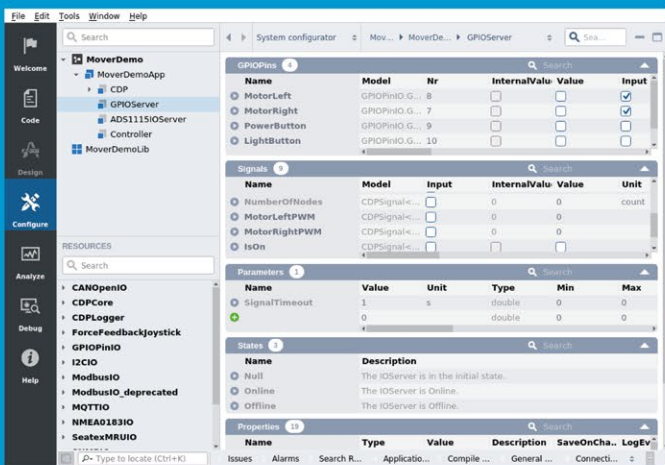 File Edit Tools Window Help
Search
System configurator Mov... MoverDe... GPIOServer Sea...
Welcome
Code
Design
Configure
Analyze
Debug
Help
MoverDemo
MoverDemoApp
CDP
GPIOServer
ADS1115IOServer
Controller
MoverDemoLib
RESOURCES
Search
CANOpenIO
CDPCore
CDPLogger
ForceFeedbackJoystick
GPIOPinIO
I2CIO
ModbusIO
ModbusIO_deprecated
MQTTIO
NMEA0183IO
SeatexMRUIO
GPIOPins 4 Search
Name Model Nr InternalValu Value Input
MotorLeft GPIOPinIO.G... 8
MotorRight GPIOPinIO.G... 7
PowerButton GPIOPinIO.G... 9
LightButton GPIOPinIO.G... 10
Signals 9 Search
Name Model Input InternalValu Value Unit
NumberOfNodes CDPSignal<... 0 0 count
MotorLeftPWM CDPSignal<... 0 0
MotorRightPWM CDPSignal<... 0 0
IsOn CDPSignal<...
Parameters 1 Search
Name Value Unit Type Min Max
SignalTimeout 1 s double 0 0
0 double 0 0
States 3 Search
Name Description
Null The IOServer is in the initial state.
Online The IOServer is Online.
Offline The IOServer is Offline.
Properties 19 Search
Name Type Value Description SaveOnCha.. LogEv
Type to locate (Ctrl+K) Issues Alarms Search R... Applicatio... Compile ... General ... Connecti...